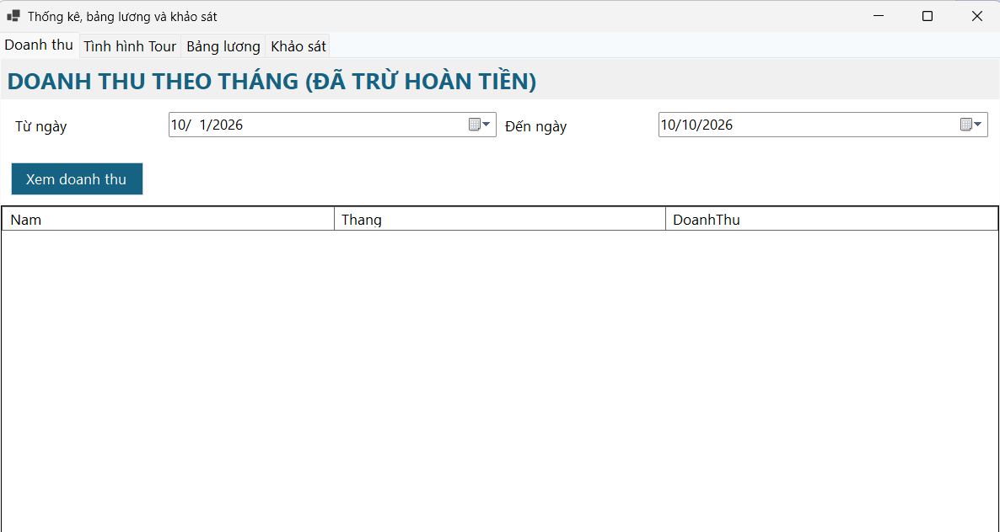 Thống kê, bảng lương và khảo sát
Doanh thu Tình hình Tour Bảng lương Khảo sát
DOANH THU THEO THÁNG (ĐÃ TRỪ HOÀN TIỀN)
Từ ngày 10/ 1/2026 Đến ngày 10/10/2026
Xem doanh thu
Nam Thang DoanhThu